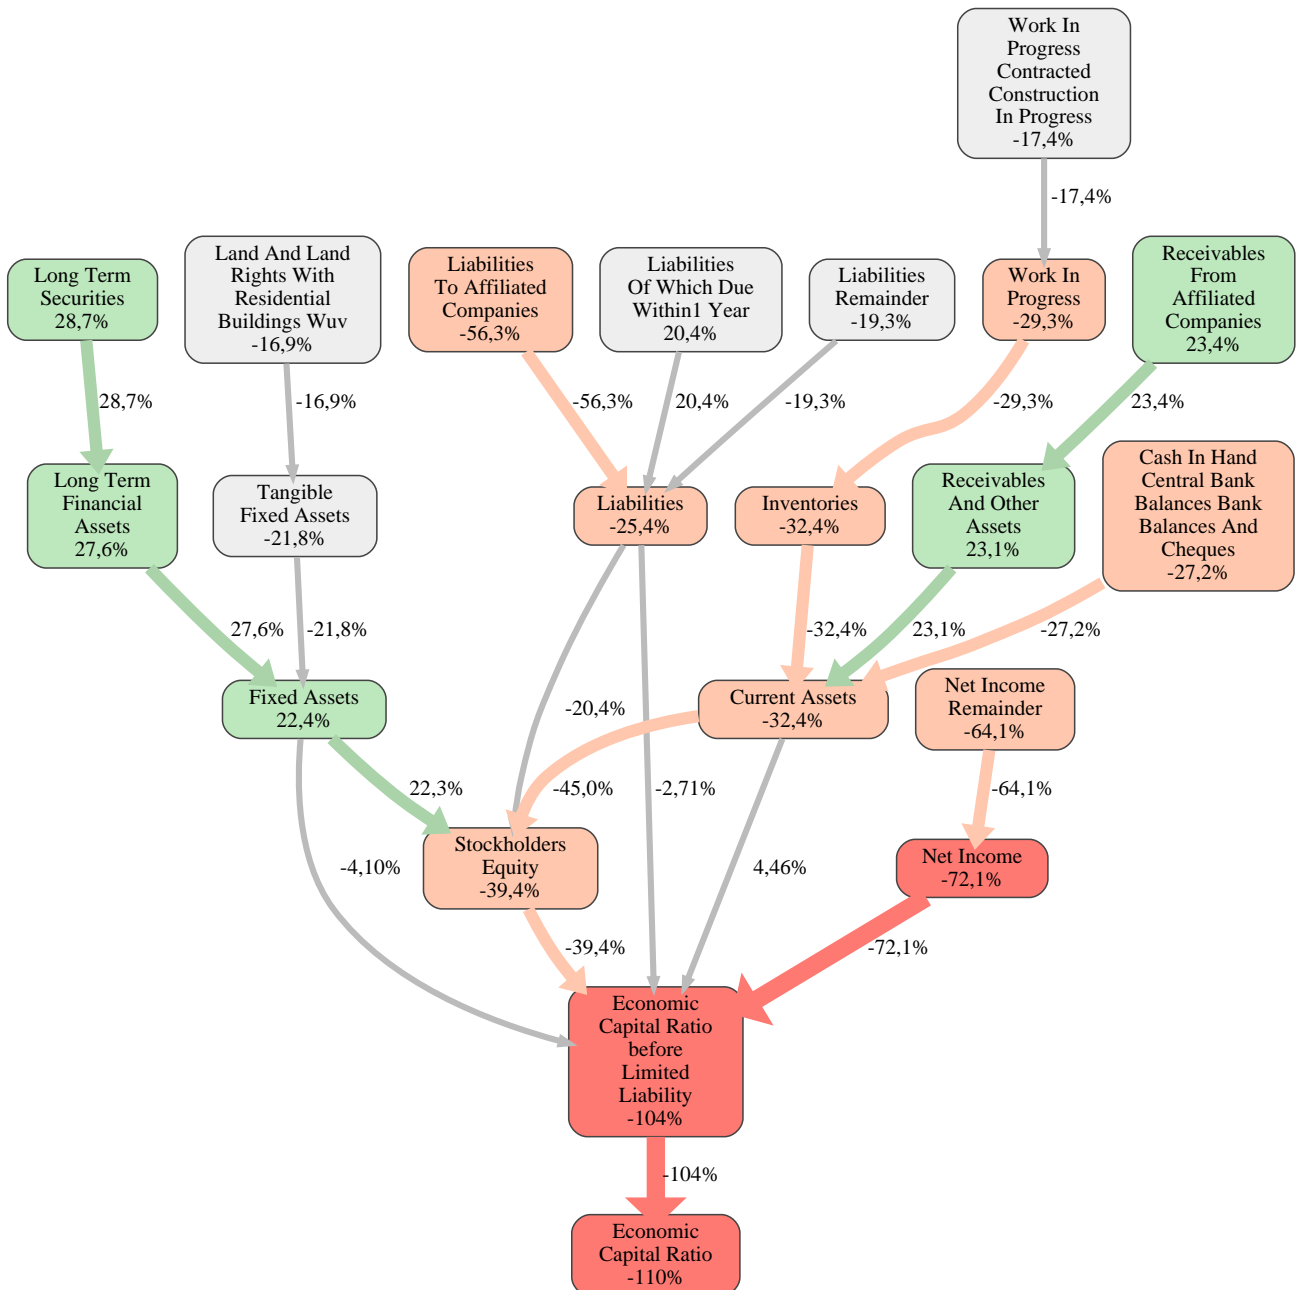 Work In
Progress
Contracted
Construction
In Progress
-17,4%
-17,4%
Long Term
Securities
28,7%
Land And Land
Rights With
Residential
Buildings Wuv
-16,9%
Liabilities
To Affiliated
Companies
-56,3%
Liabilities
Of Which Due
Within1 Year
20,4%
Liabilities
Remainder
-19,3%
Work In
Progress
-29,3%
Receivables
From
Affiliated
Companies
23,4%
28,7%
-16,9%
-56,3%
20,4%
-19,3%
-29,3%
23,4%
Long Term
Financial
Assets
27,6%
Tangible
Fixed Assets
-21,8%
Liabilities
-25,4%
Inventories
-32,4%
Receivables
And Other
Assets
23,1%
Cash In Hand
Central Bank
Balances Bank
Balances And
Cheques
-27,2%
27,6%
-21,8%
-32,4%
23,1%
-27,2%
Fixed Assets
22,4%
-20,4%
Current Assets
-32,4%
Net Income
Remainder
-64,1%
22,3%
-45,0%
-2,71%
-64,1%
-4,10%
Stockholders
Equity
-39,4%
4,46%
Net Income
-72,1%
-39,4%
-72,1%
Economic
Capital Ratio
before
Limited
Liability
-104%
-104%
Economic
Capital Ratio
-110%